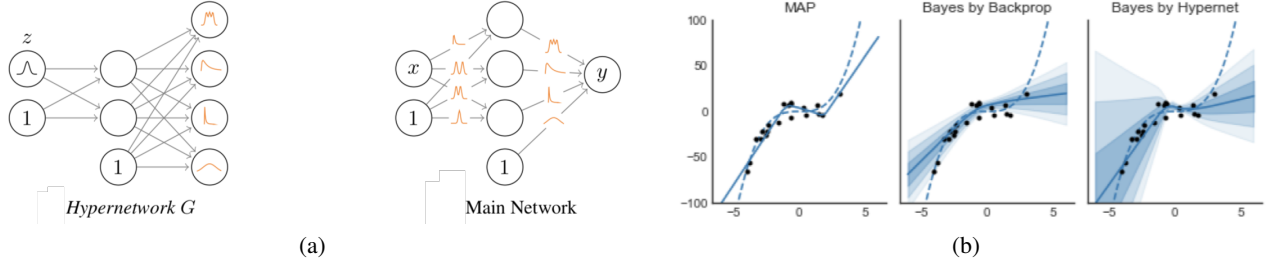 z
1
1
Hypernetwork G
x
1
1
y
Main Network
(a)
MAP
100
50
0
−50
−100
−5
0
5
Bayes by Backprop
−5
0
5
Bayes by Hypernet
−5
0
5
(b)